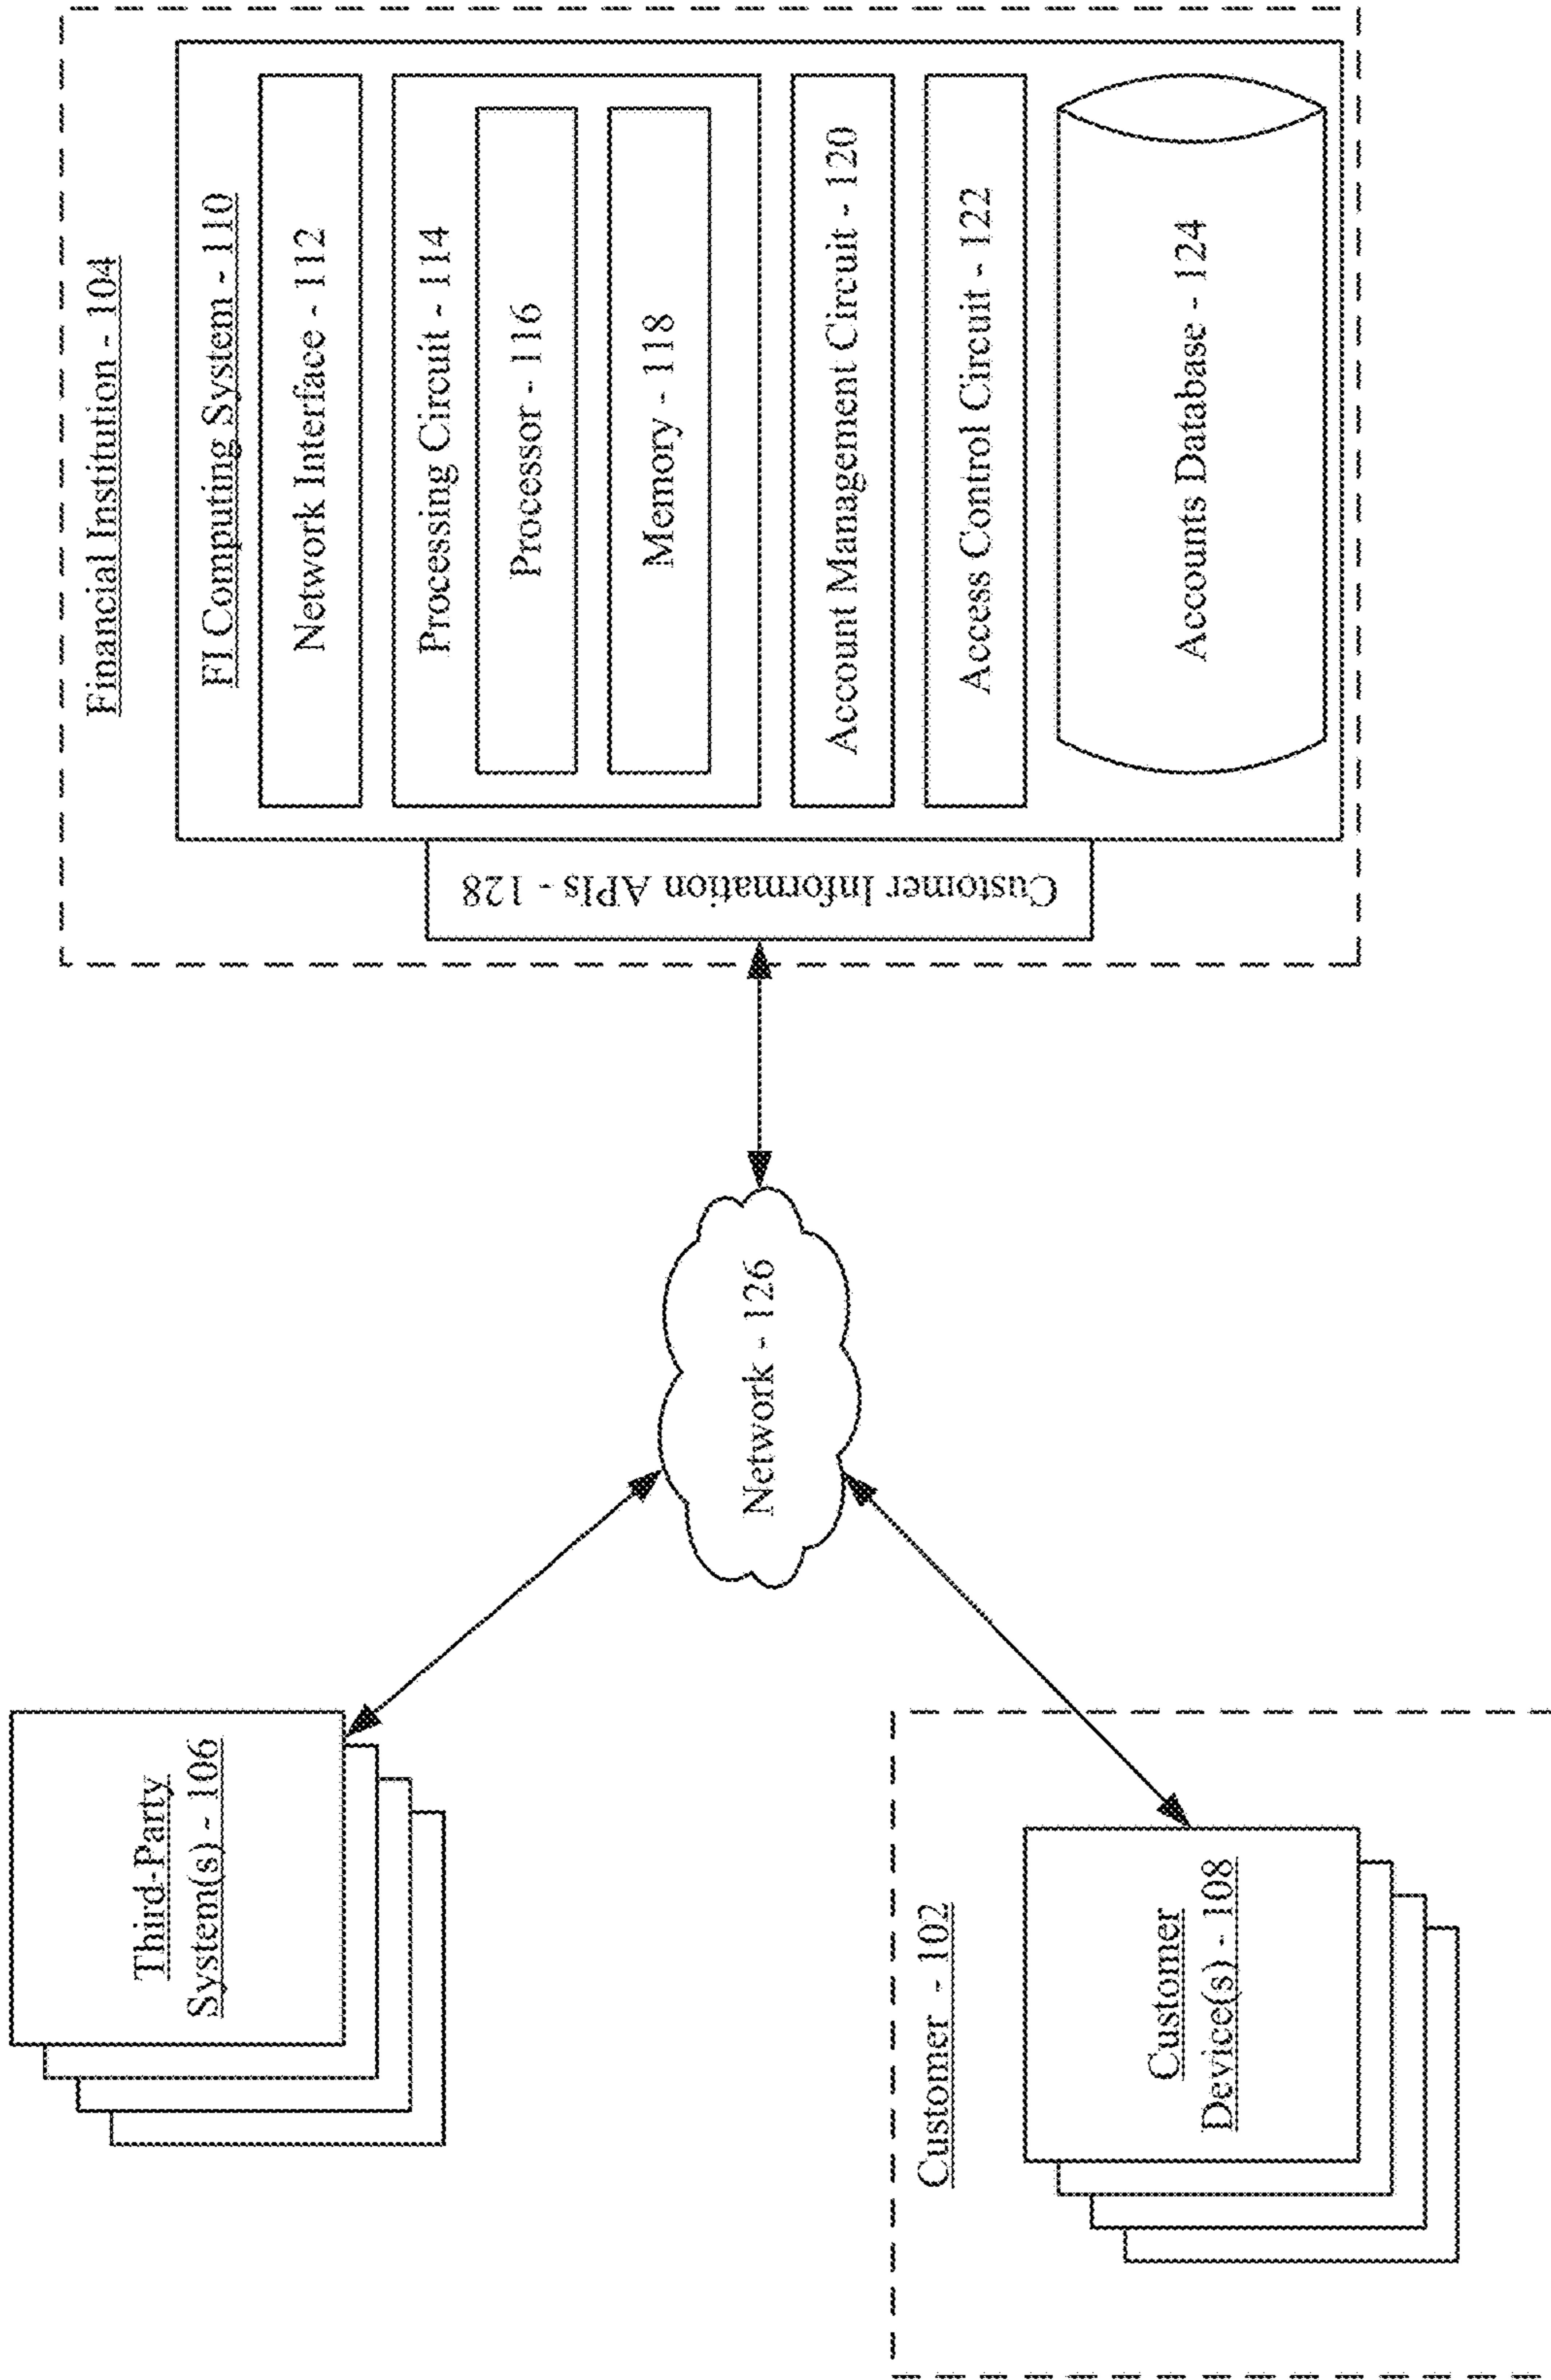 Third-Party
System(s) - 106
Customer - 102
Customer
Device(s) - 108
Network - 126
Financial Institution - 104
Customer Information APIs - 128
FI Computing System - 110
Network Interface - 112
Processing Circuit - 114
Processor - 116
Memory - 118
Account Management Circuit - 120
Access Control Circuit - 122
Accounts Database - 124